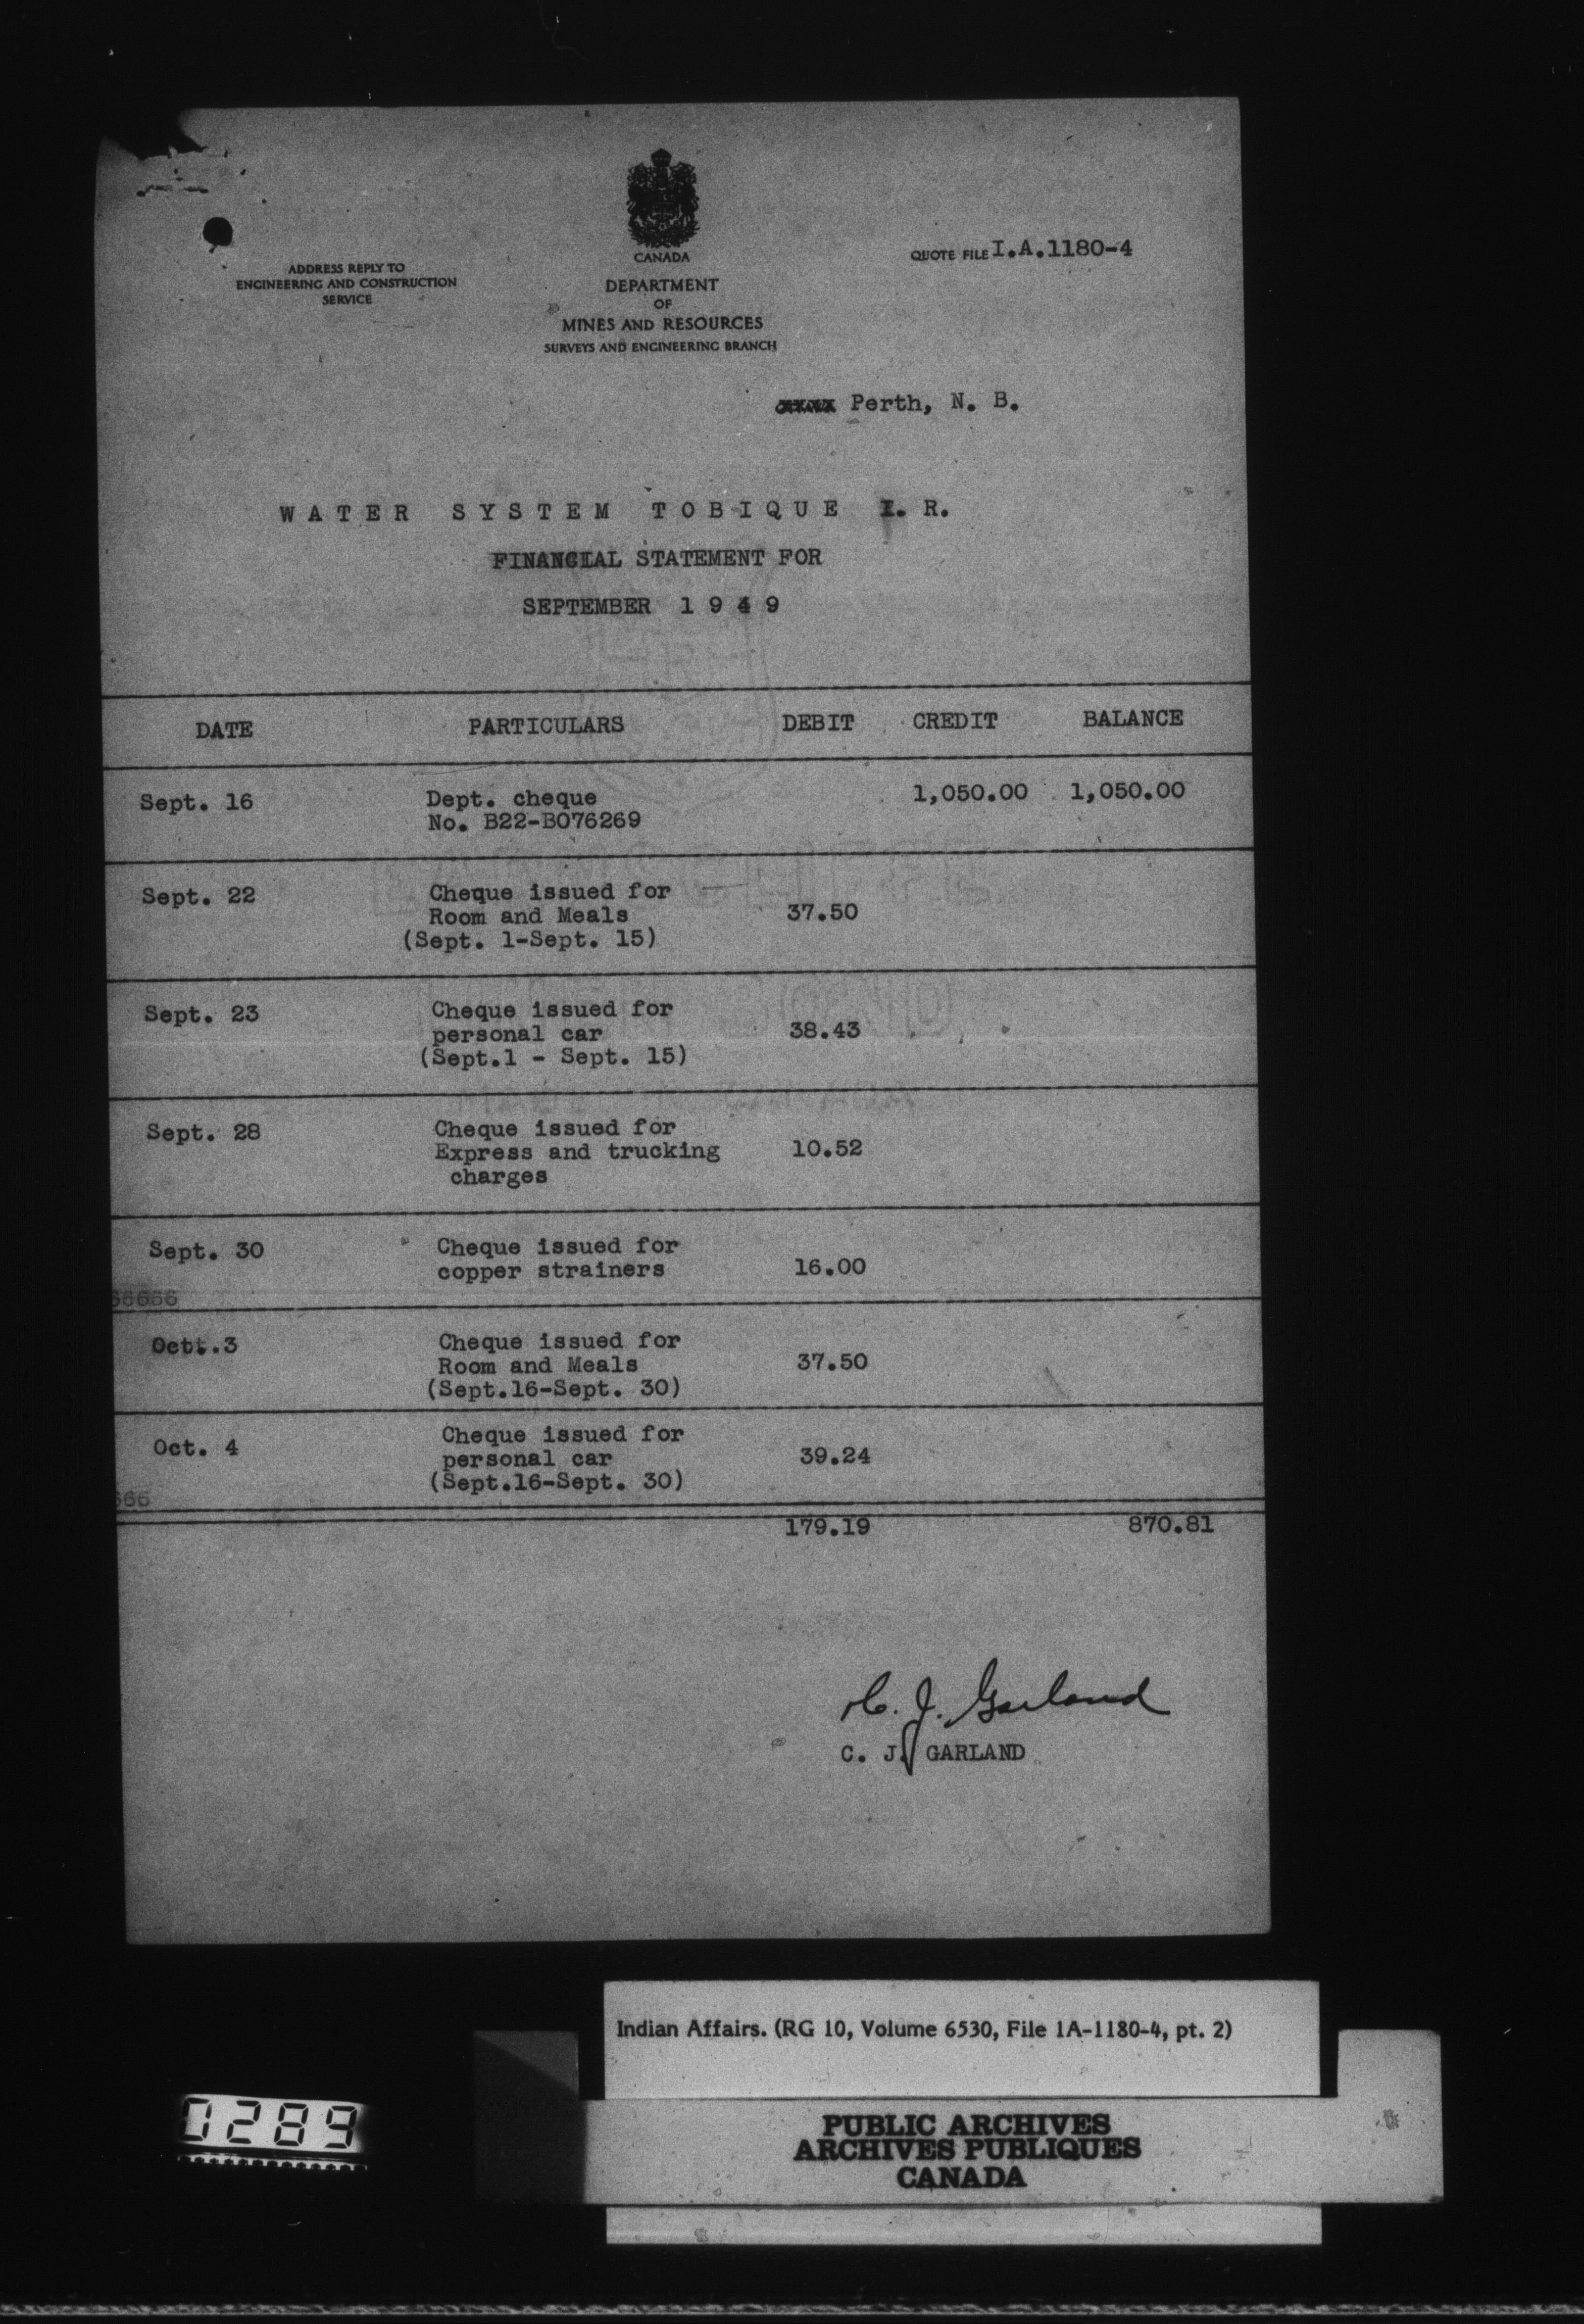 CANADA
QUOTE FILE I.A.1180-4
ADDRESS REPLY TO
ENGINEERING AND CONSTRUCTION
SERVICE
DEPARTMENT
OF
MINES AND RESOURCES
SURVEYS AND ENGINEERING BRANCH
Perth, N. B.
WATER SYSTEM TOBIQUE I. R.
FINANCIAL STATEMENT FOR
SEPTEMBER 1 9 4 9
DATE PARTICULARS DEBIT CREDIT BALANCE
Sept. 16 Dept. cheque 1,050.00 1,050.00
No. B22-B076269
Sept. 22 Cheque issued for
Room and Meals 37.50
(Sept. 1-Sept. 15)
Sept. 23 Cheque issued for
personal car 38.43
(Sept.1 - Sept. 15)
Sept. 28 Cheque issued for
Express and trucking 10.52
charges
Sept. 30 Cheque issued for
copper strainers 16.00
Octt.3 Cheque issued for
Room and Meals 37.50
(Sept.16-Sept. 30)
Oct. 4 Cheque issued for
personal car 39.24
(Sept.16-Sept. 30)
179.19 870.81
C. J. Garland
C. J. GARLAND
Indian Affairs. (RG 10, Volume 6530, File 1A-1180-4, pt. 2)
0289
PUBLIC ARCHIVES
ARCHIVES PUBLIQUES
CANADA